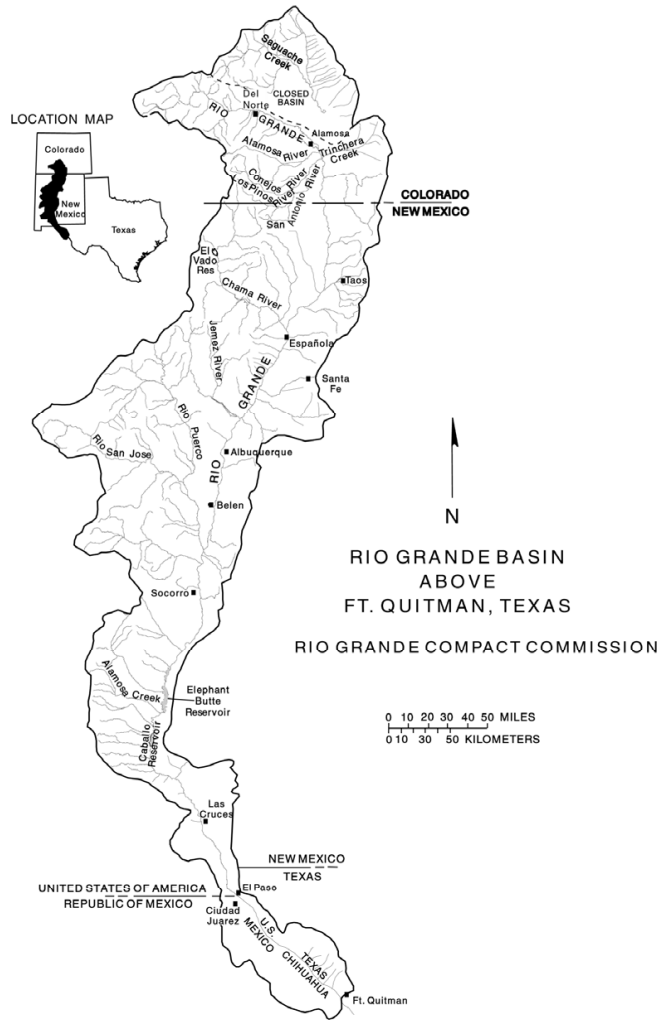 Saguache
Creek
Del
Norte
CLOSED
BASIN
RIO
GRANDE
Alamosa
LOCATION MAP
Colorado
New
Mexico
Texas
Alamosa River
Trinchera
Creek
Conejos River
Los Pinos River
San
Antonio River
COLORADO
NEW MEXICO
El
Vado
Res
Taos
Chama River
Jemez River
Española
GRANDE
Santa
Fe
Rio Puerco
Rio San Jose
RIO
Albuquerque
Belen
N
RIO GRANDE BASIN
ABOVE
FT. QUITMAN, TEXAS
RIO GRANDE COMPACT COMMISSION
Socorro
Alamosa Creek
Elephant
Butte
Reservoir
Caballo
Reservoir
0 10 20 30 40 50 MILES
0 10 30 50 KILOMETERS
Las
Cruces
NEW MEXICO
TEXAS
UNITED STATES OF AMERICA
REPUBLIC OF MEXICO
El Paso
Ciudad
Juarez
U.S.
MEXICO
TEXAS
CHIHUAHUA
Ft. Quitman